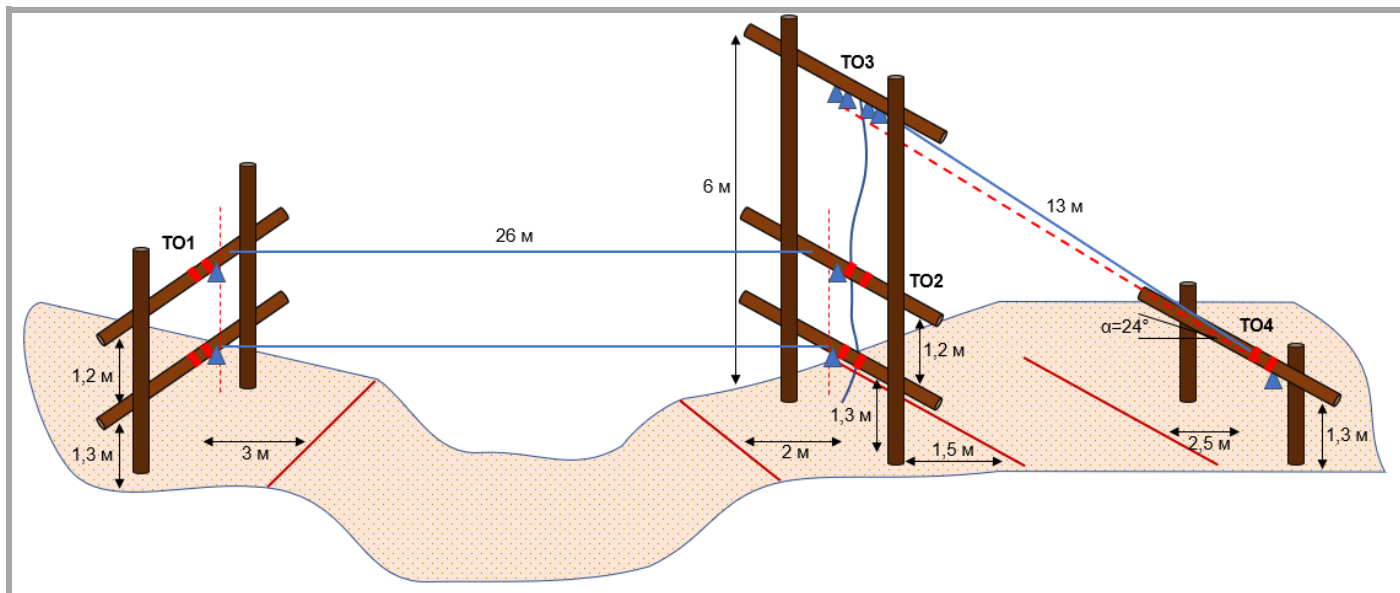 ТО3
6 м
13 м
ТО1
26 м
ТО2
α=24°
ТО4
1,2 м
1,2 м
1,3 м
1,3 м
3 м
2 м
1,5 м
2,5 м
1,3 м